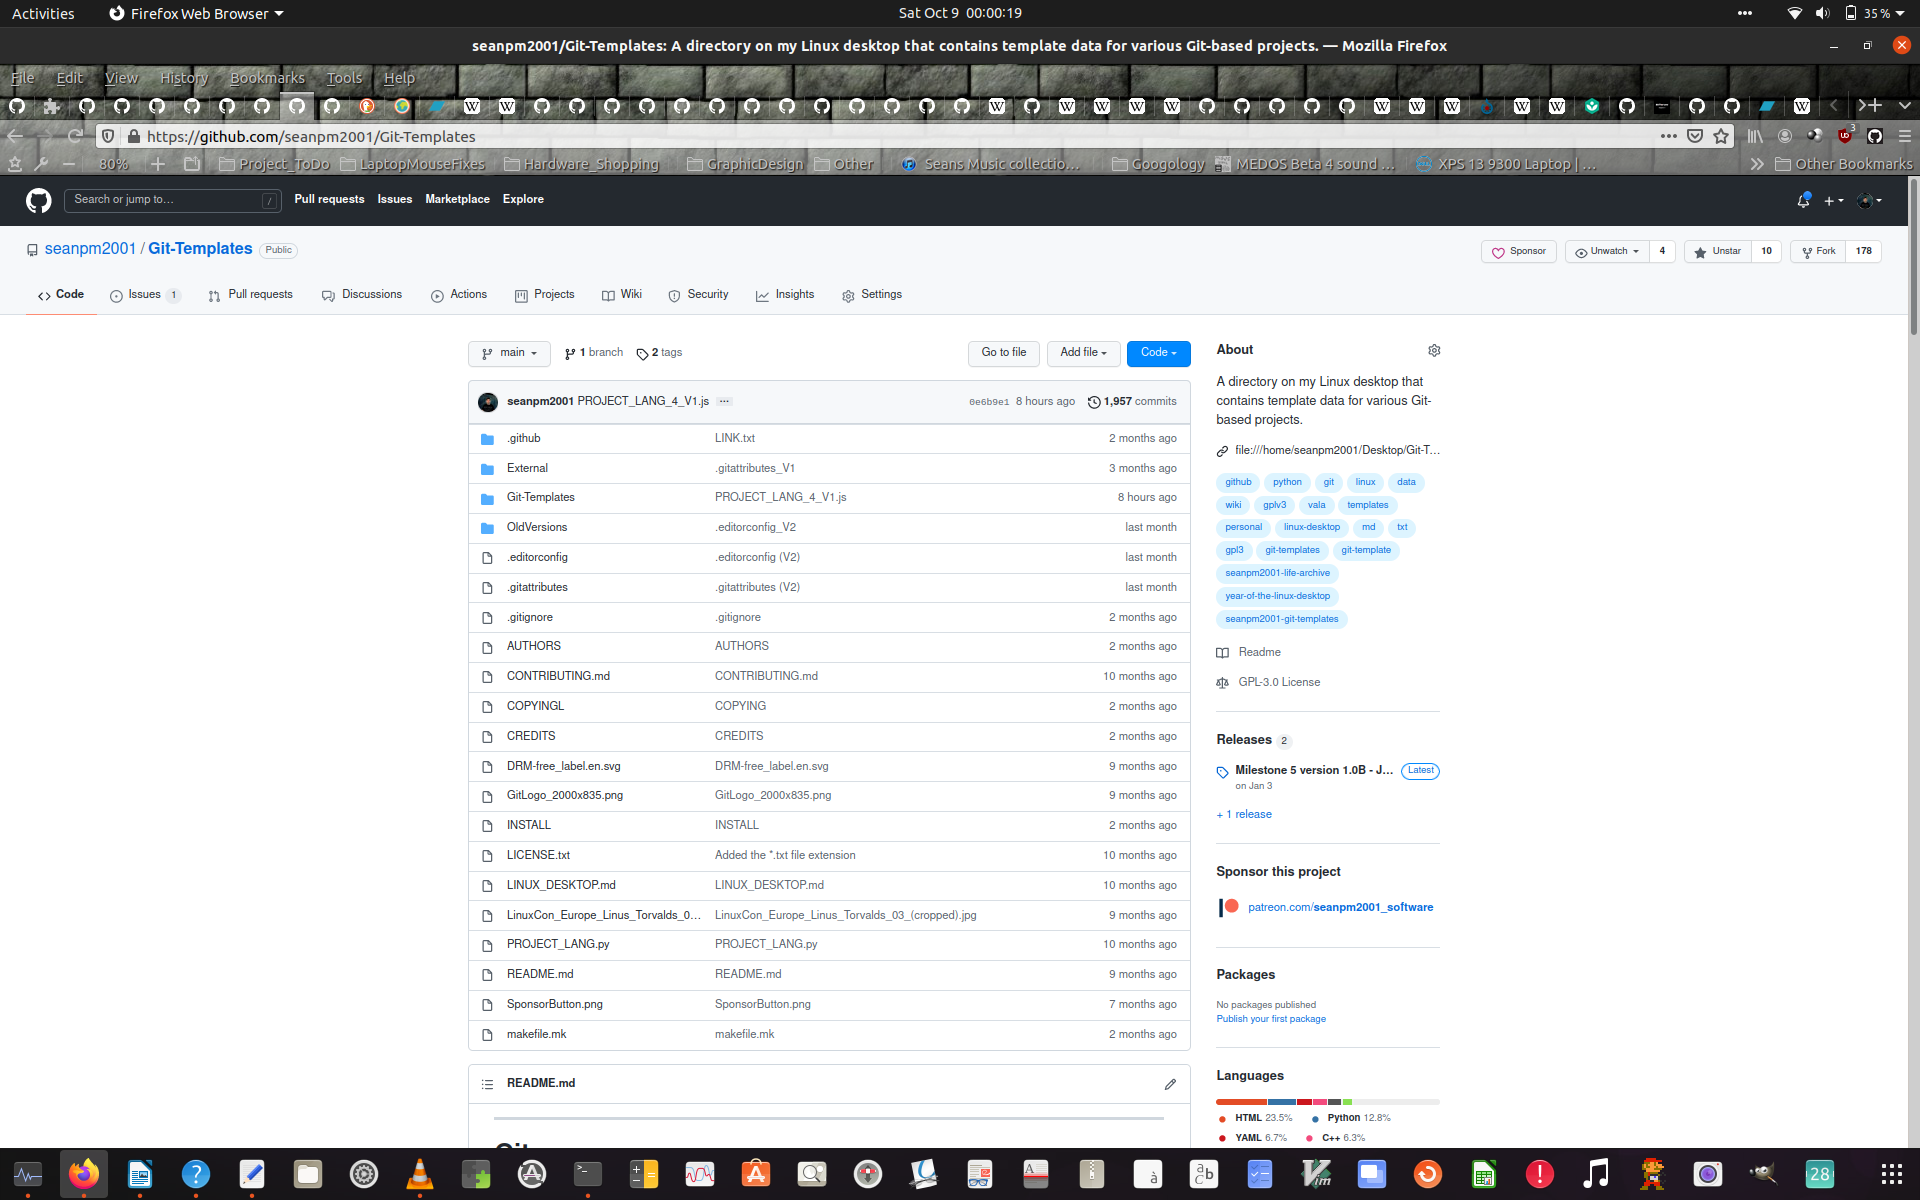 Activities Firefox Web Browser Sat Oct 9 00:00:19 35 %
seanpm2001/Git-Templates: A directory on my Linux desktop that contains template data for various Git-based projects. — Mozilla Firefox
File Edit View History Bookmarks Tools Help
https://github.com/seanpm2001/Git-Templates 3
80% Project_ToDo LaptopMouseFixes Hardware_Shopping GraphicDesign Other Seans Music collectio… Googology MEDOS Beta 4 sound … XPS 13 9300 Laptop | … Other Bookmarks
Search or jump to… / Pull requests Issues Marketplace Explore
seanpm2001 / Git-Templates Public Sponsor Unwatch 4 Unstar 10 Fork 178
Code Issues 1 Pull requests Discussions Actions Projects Wiki Security Insights Settings
main 1 branch 2 tags Go to file Add file Code
seanpm2001 PROJECT_LANG_4_V1.js ... 0e6b9e1 8 hours ago 1,957 commits
.github LINK.txt 2 months ago
External .gitattributes_V1 3 months ago
Git-Templates PROJECT_LANG_4_V1.js 8 hours ago
OldVersions .editorconfig_V2 last month
.editorconfig .editorconfig (V2) last month
.gitattributes .gitattributes (V2) last month
.gitignore .gitignore 2 months ago
AUTHORS AUTHORS 2 months ago
CONTRIBUTING.md CONTRIBUTING.md 10 months ago
COPYINGL COPYING 2 months ago
CREDITS CREDITS 2 months ago
DRM-free_label.en.svg DRM-free_label.en.svg 9 months ago
GitLogo_2000x835.png GitLogo_2000x835.png 9 months ago
INSTALL INSTALL 2 months ago
LICENSE.txt Added the *.txt file extension 10 months ago
LINUX_DESKTOP.md LINUX_DESKTOP.md 10 months ago
LinuxCon_Europe_Linus_Torvalds_0… LinuxCon_Europe_Linus_Torvalds_03_(cropped).jpg 9 months ago
PROJECT_LANG.py PROJECT_LANG.py 10 months ago
README.md README.md 9 months ago
SponsorButton.png SponsorButton.png 7 months ago
makefile.mk makefile.mk 2 months ago
README.md
About
A directory on my Linux desktop that
contains template data for various Git-
based projects.
file:///home/seanpm2001/Desktop/Git-T…
github python git linux data
wiki gplv3 vala templates
personal linux-desktop md txt
gpl3 git-templates git-template
seanpm2001-life-archive
year-of-the-linux-desktop
seanpm2001-git-templates
Readme
GPL-3.0 License
Releases 2
Milestone 5 version 1.0B - J… Latest
on Jan 3
+ 1 release
Sponsor this project
patreon.com/seanpm2001_software
Packages
No packages published
Publish your first package
Languages
HTML 23.5% Python 12.8%
YAML 6.7% C++ 6.3%
28